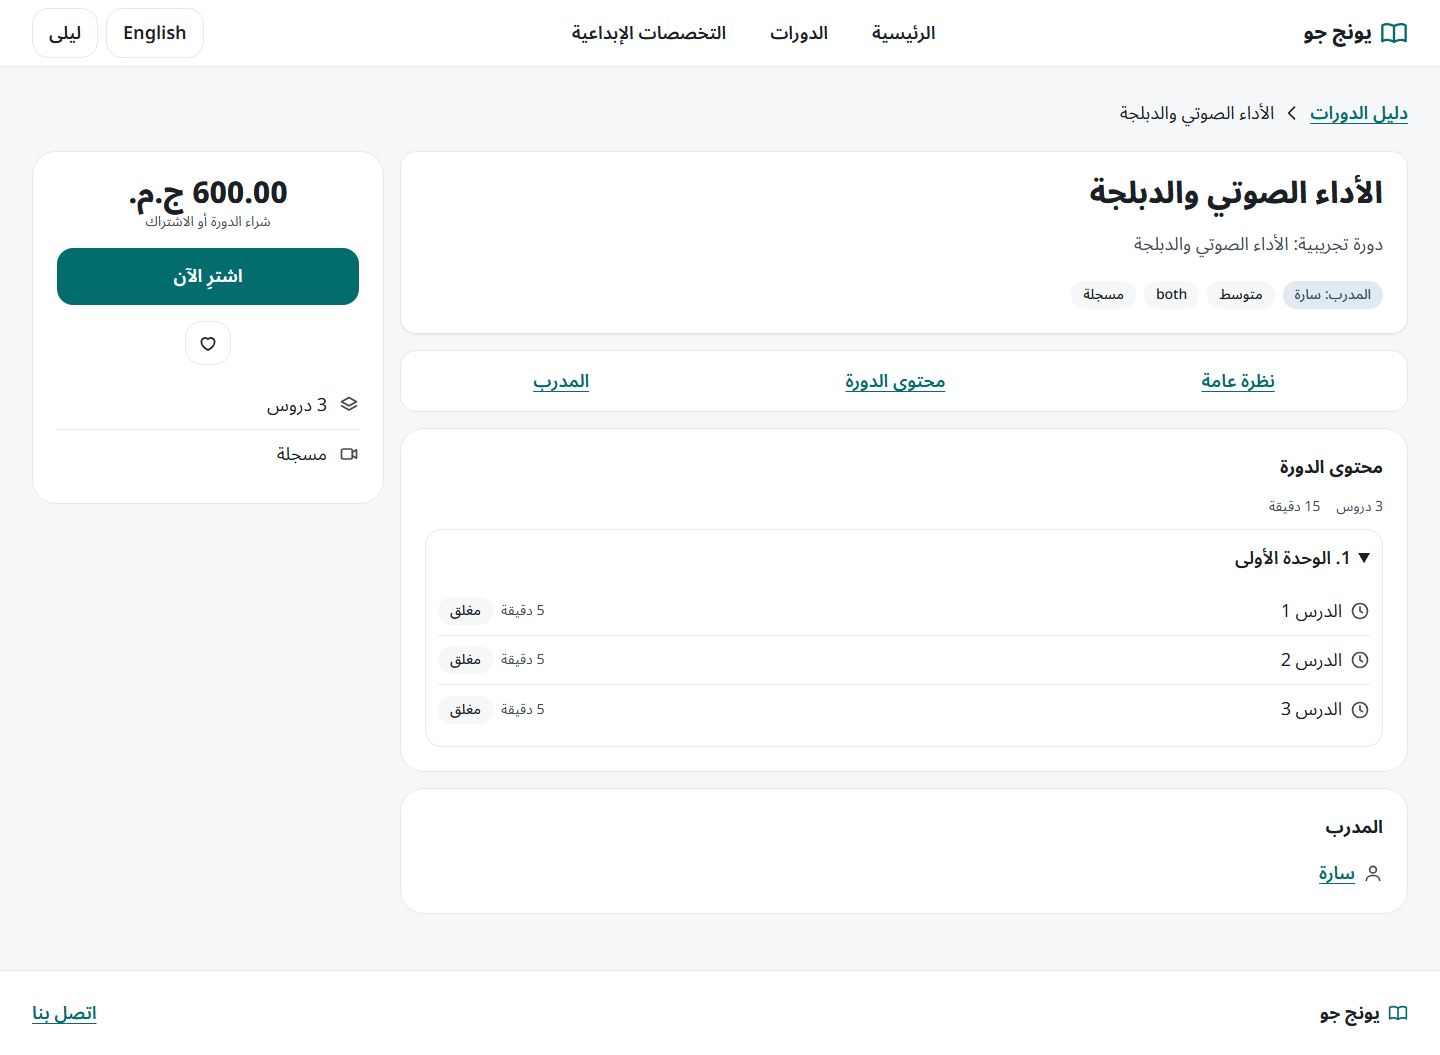 يونج جو
الرئيسية
الدورات
التخصصات الإبداعية
English
ليلى
دليل الدورات
الأداء الصوتي والدبلجة
الأداء الصوتي والدبلجة
دورة تجريبية: الأداء الصوتي والدبلجة
المدرب: سارة
متوسط
both
مسجلة
نظرة عامة
محتوى الدورة
المدرب
محتوى الدورة
3 دروس
15 دقيقة
1. الوحدة الأولى
الدرس 1
5 دقيقة
مغلق
الدرس 2
5 دقيقة
مغلق
الدرس 3
5 دقيقة
مغلق
المدرب
سارة
600.00 ج.م.
شراء الدورة أو الاشتراك
اشترِ الآن
3 دروس
مسجلة
يونج جو
اتصل بنا